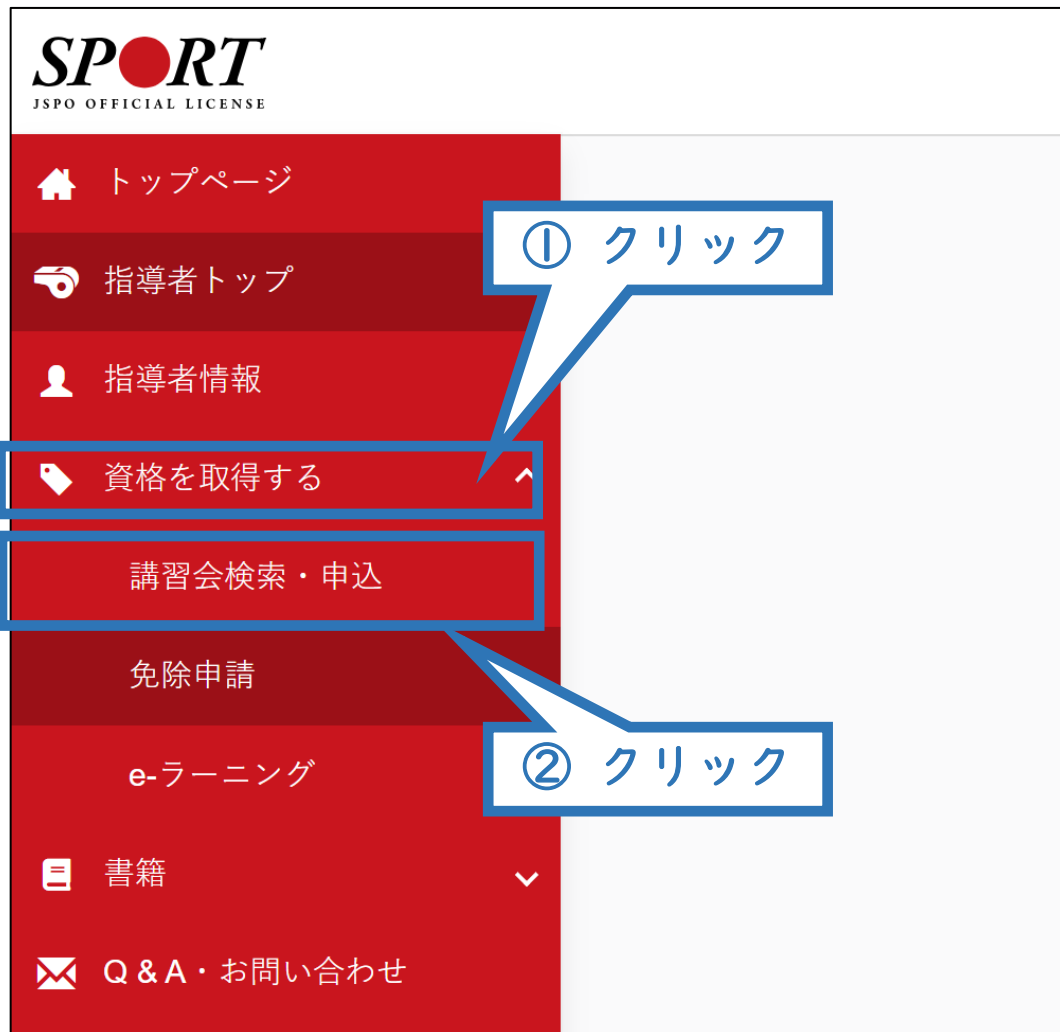 SPORT
JSPO OFFICIAL LICENSE
トップページ
① クリック
指導者トップ
指導者情報
資格を取得する
講習会検索・申込
免除申請
② クリック
e-ラーニング
書籍
Q & A・お問い合わせ